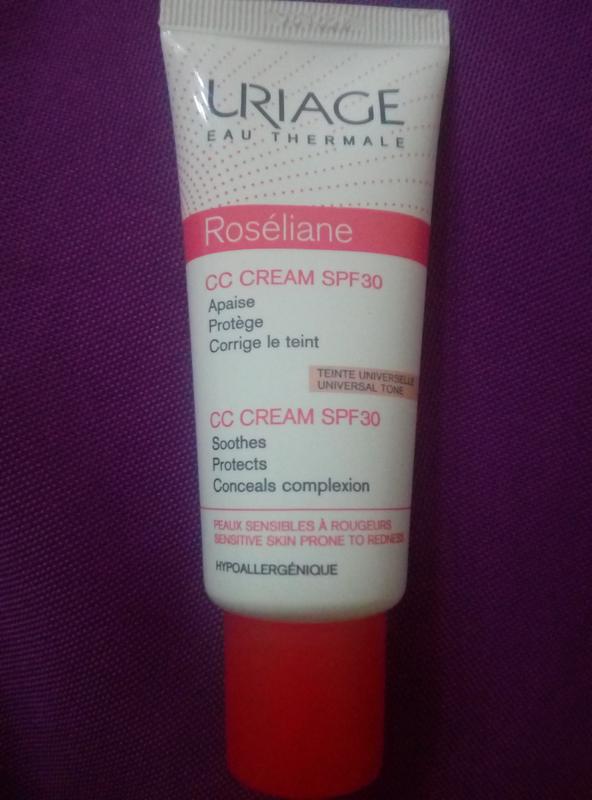 URIAGE
EAU THERMALE
Roséliane
CC CREAM SPF30
Apaise
Protège
Corrige le teint
TEINTE UNIVERSELLE
UNIVERSAL TONE
CC CREAM SPF30
Soothes
Protects
Conceals complexion
PEAUX SENSIBLES À ROUGEURS
SENSITIVE SKIN PRONE TO REDNESS
HYPOALLERGÉNIQUE